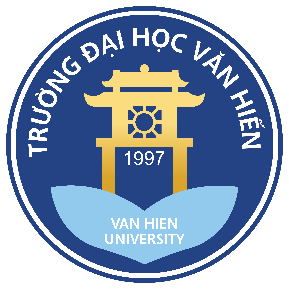 TRƯỜNG ĐẠI HỌC VĂN HIẾN
1997
VAN HIEN
UNIVERSITY